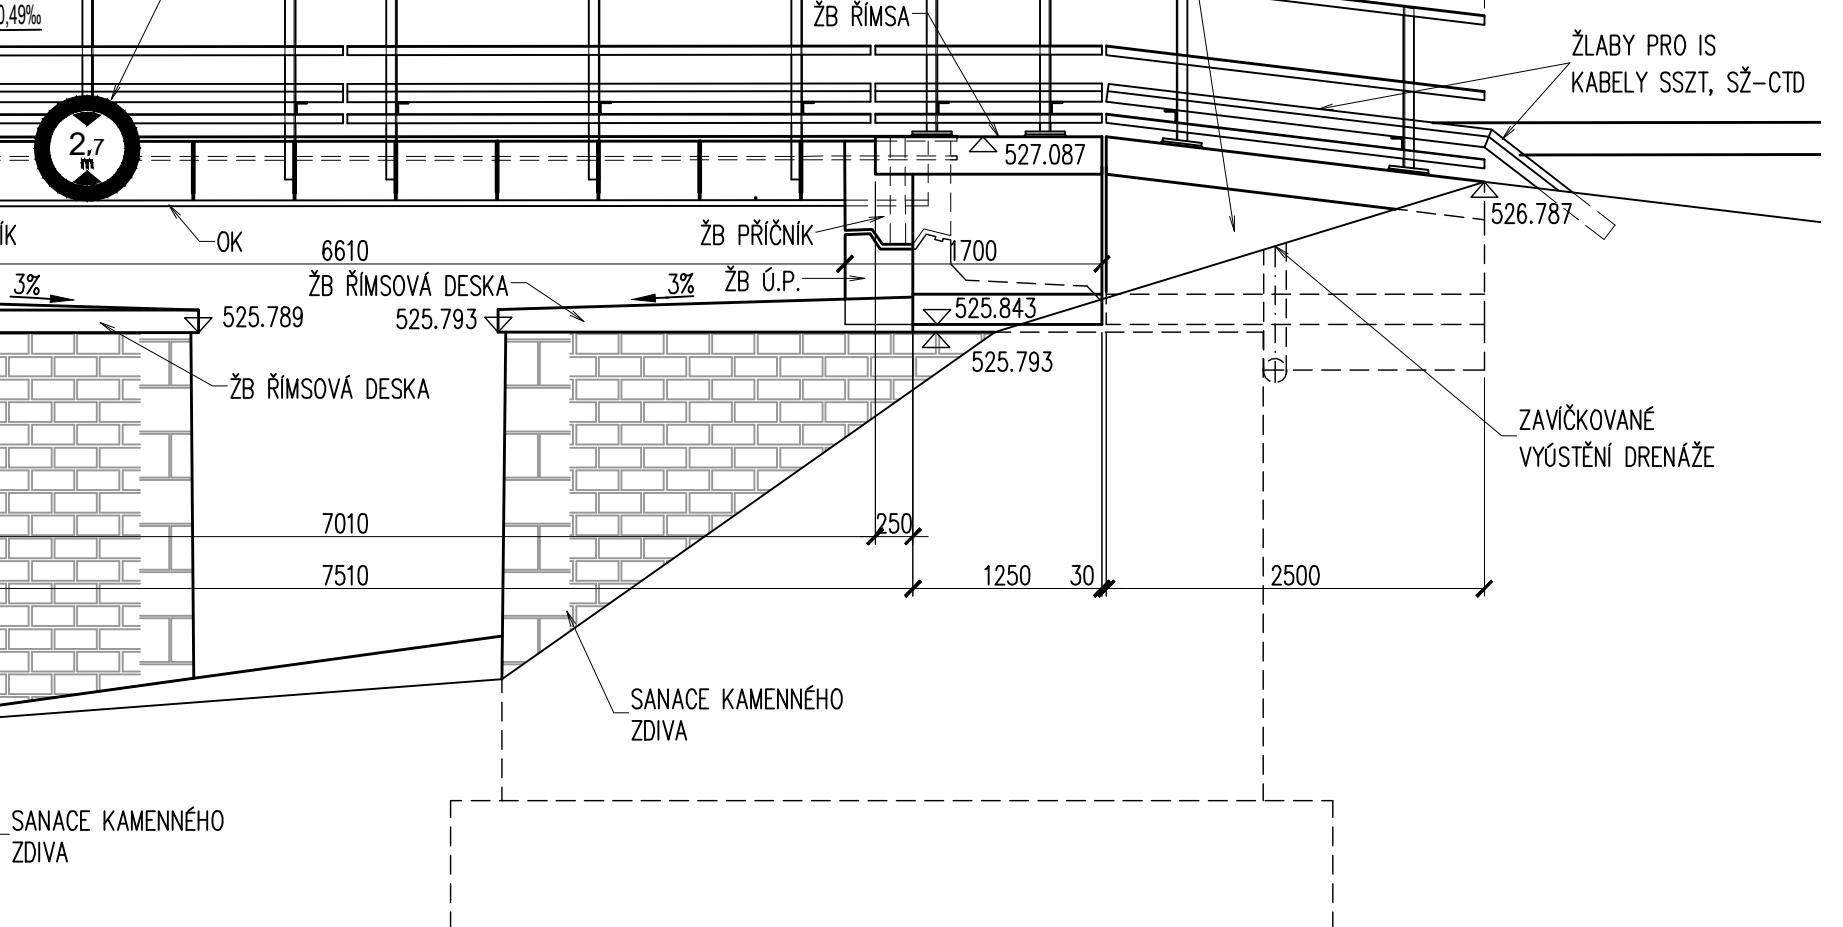 0,49‰
ŽB ŘÍMSA
ŽLABY PRO IS
KABELY SSZT, SŽ-CTD
2,7
m
527.087
526.787
ÍK
OK
ŽB PŘÍČNÍK
6610
1700
3%
ŽB ŘÍMSOVÁ DESKA
3%
ŽB Ú.P.
525.789
525.793
525.843
525.793
ŽB ŘÍMSOVÁ DESKA
ZAVÍČKOVANÉ
VYÚSTĚNÍ DRENÁŽE
7010
250
7510
1250
30
2500
SANACE KAMENNÉHO
ZDIVA
SANACE KAMENNÉHO
ZDIVA